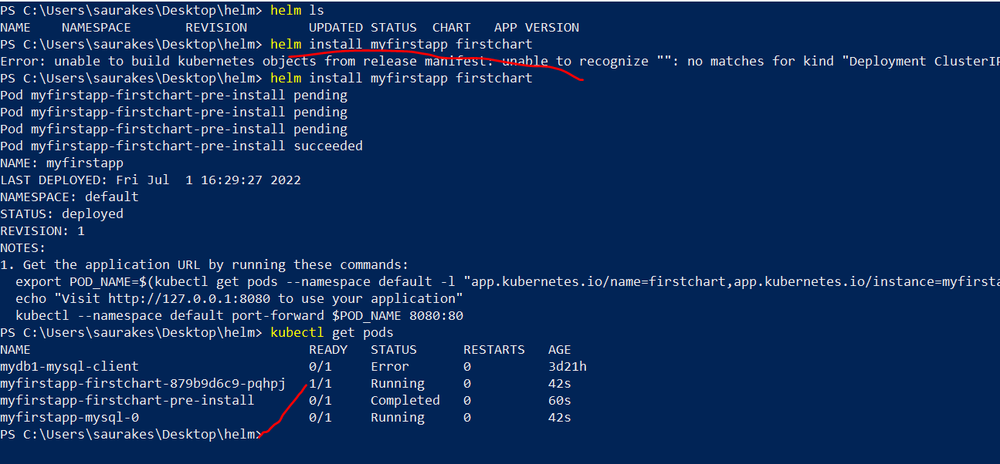 PS C:\Users\saurakes\Desktop\helm> helm ls
NAME NAMESPACE REVISION UPDATED STATUS CHART APP VERSION
PS C:\Users\saurakes\Desktop\helm> helm install myfirstapp firstchart
Error: unable to build kubernetes objects from release manifest: unable to recognize "": no matches for kind "Deployment ClusterIP
PS C:\Users\saurakes\Desktop\helm> helm install myfirstapp firstchart
Pod myfirstapp-firstchart-pre-install pending
Pod myfirstapp-firstchart-pre-install pending
Pod myfirstapp-firstchart-pre-install pending
Pod myfirstapp-firstchart-pre-install succeeded
NAME: myfirstapp
LAST DEPLOYED: Fri Jul  1 16:29:27 2022
NAMESPACE: default
STATUS: deployed
REVISION: 1
NOTES:
1. Get the application URL by running these commands:
export POD_NAME=$(kubectl get pods --namespace default -l "app.kubernetes.io/name=firstchart,app.kubernetes.io/instance=myfirsta
echo "Visit http://127.0.0.1:8080 to use your application"
kubectl --namespace default port-forward $POD_NAME 8080:80
PS C:\Users\saurakes\Desktop\helm> kubectl get pods
NAME READY STATUS RESTARTS AGE
mydb1-mysql-client 0/1 Error 0 3d21h
myfirstapp-firstchart-879b9d6c9-pqhpj 1/1 Running 0 42s
myfirstapp-firstchart-pre-install 0/1 Completed 0 60s
myfirstapp-mysql-0 0/1 Running 0 42s
PS C:\Users\saurakes\Desktop\helm>